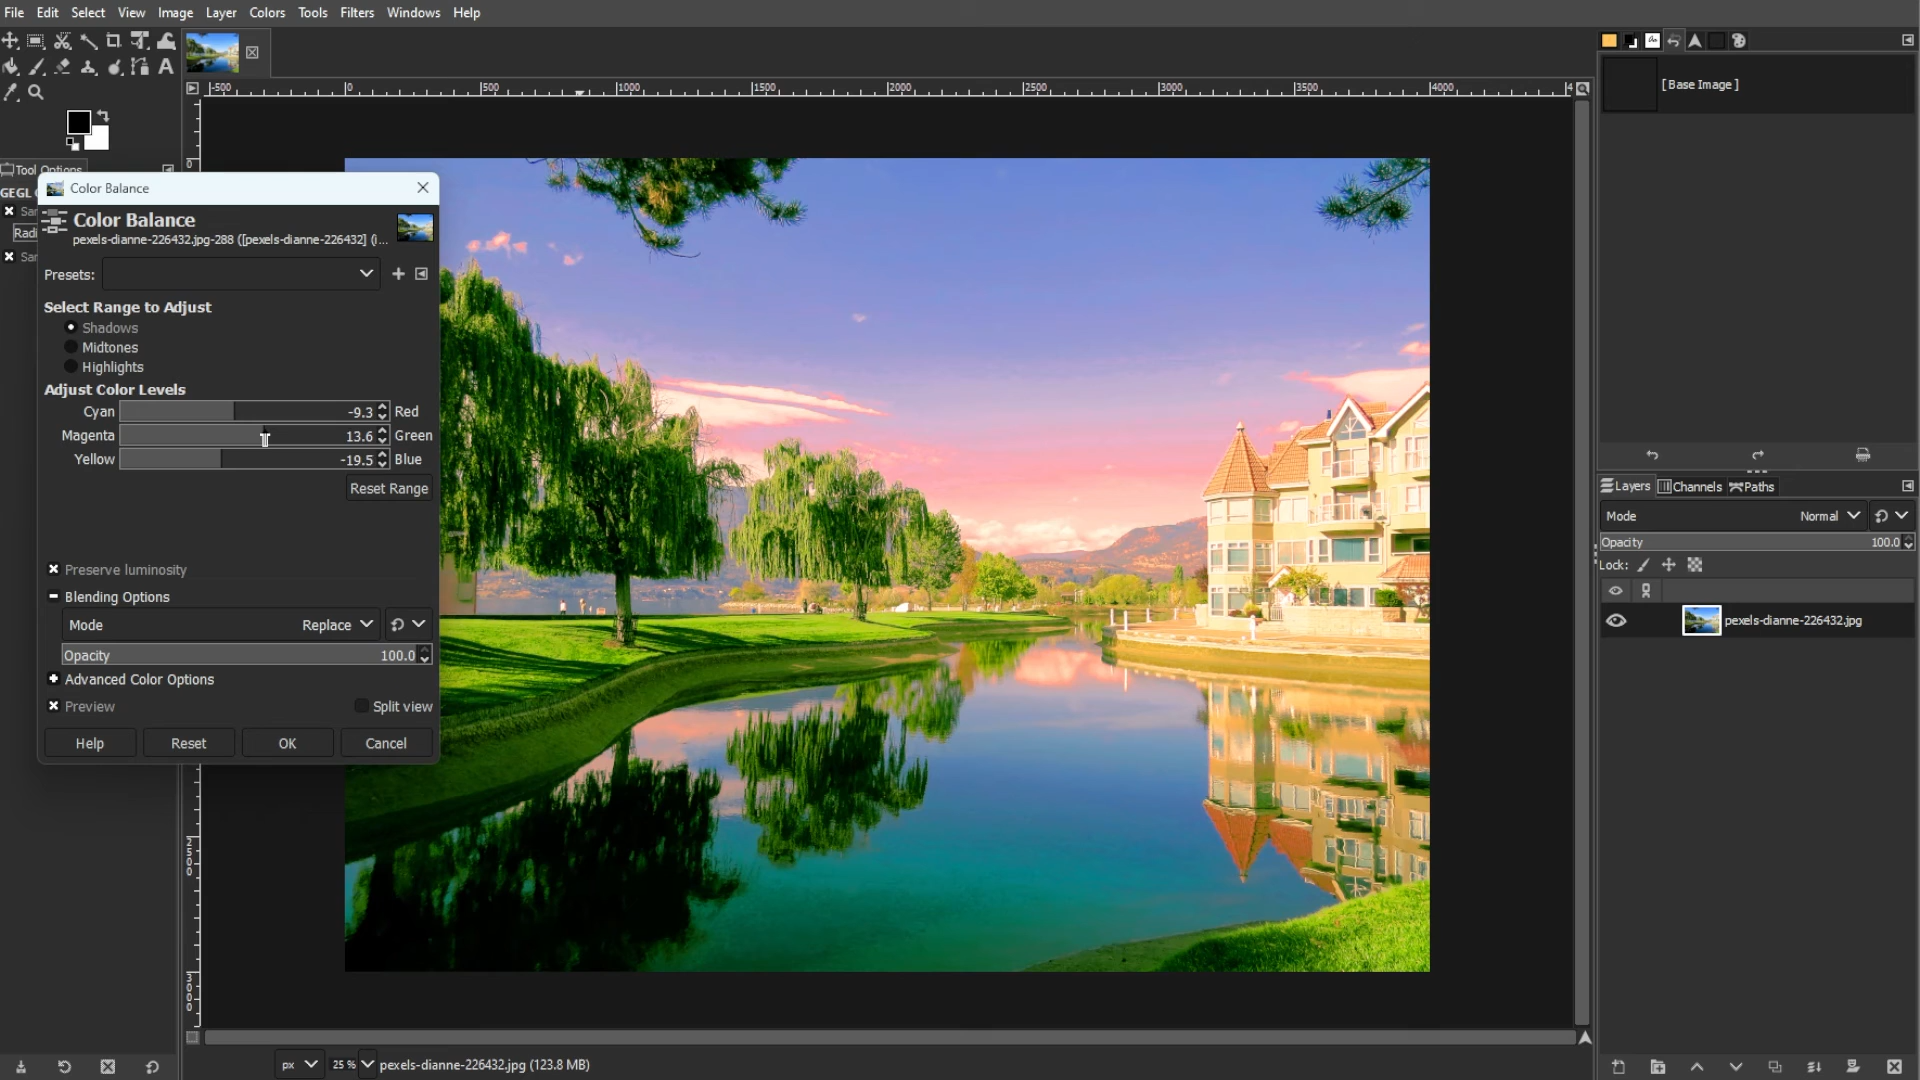 File Edit Select View Image Layer Colors Tools Filters Windows Help
-500 0 500 1000 1500 2000 2500 3000 3500 4000 4
[ Base Image ]
0
Tool Options
GEGL
Color Balance
Color Balance
pexels-dianne-226432.jpg-288 ([pexels-dianne-226432] (i...
Presets:
Select Range to Adjust
Shadows
Midtones
Highlights
Adjust Color Levels
Cyan -9.3 Red
Magenta 13.6 Green
Yellow -19.5 Blue
Reset Range
Preserve luminosity
Blending Options
Mode Replace
Opacity 100.0
Advanced Color Options
Preview Split view
Help Reset OK Cancel
Layers Channels Paths
Mode Normal
Opacity 100.0
Lock:
pexels-dianne-226432.jpg
2500
3000
px 25 % pexels-dianne-226432.jpg (123.8 MB)